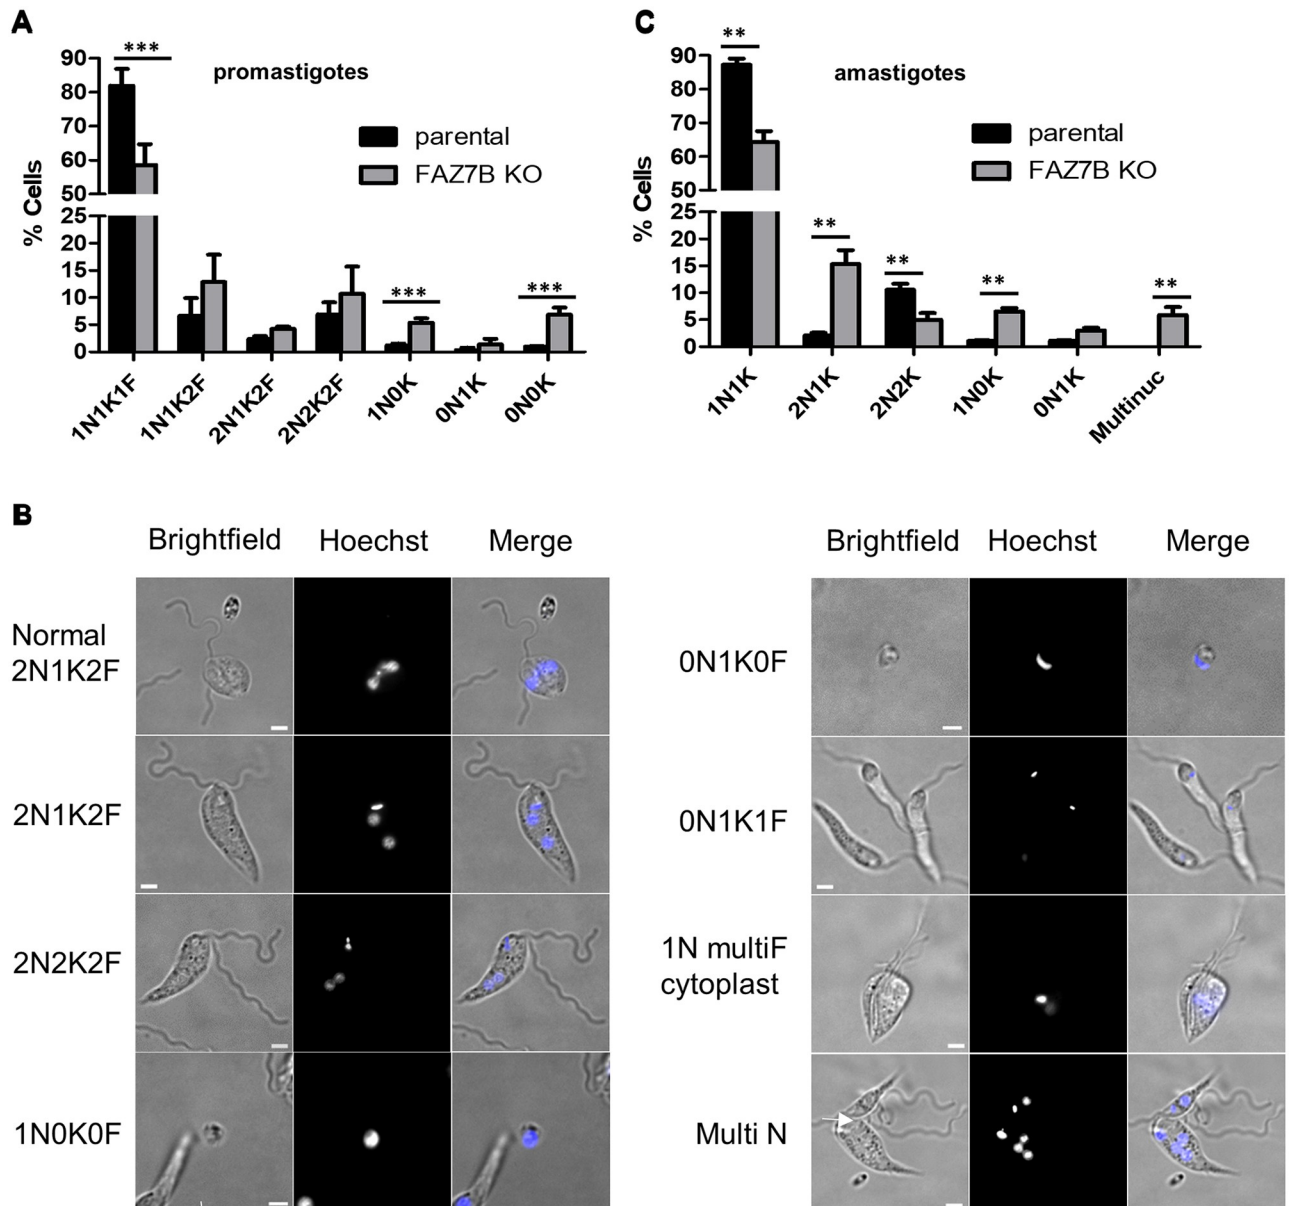 A
***
promastigotes
parental
FAZ7B KO
% Cells
90
80
70
60
50
25
20
15
10
5
0
***
***
1N1K1F
1N1K2F
2N1K2F
2N2K2F
1N0K
0N1K
0N0K
C
**
amastigotes
parental
FAZ7B KO
% Cells
90
80
70
60
50
25
20
15
10
5
0
**
**
**
**
1N1K
2N1K
2N2K
1N0K
0N1K
Multinuc
B
Brightfield Hoechst Merge
Normal
2N1K2F
2N1K2F
2N2K2F
1N0K0F
Brightfield Hoechst Merge
0N1K0F
0N1K1F
1N multiF
cytoplast
Multi N